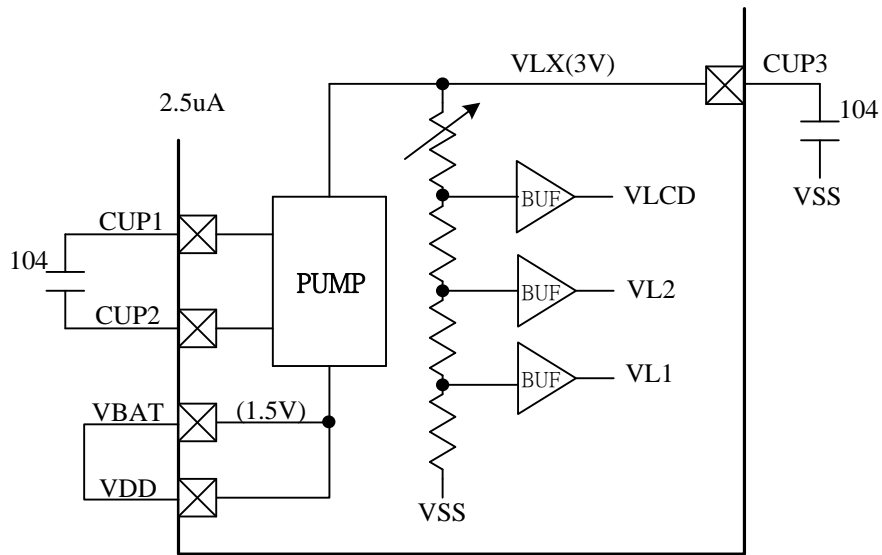 VLX(3V)
CUP3
2.5uA
104
VSS
CUP1
BUF
VLCD
104
PUMP
BUF
VL2
CUP2
BUF
VL1
VBAT
(1.5V)
VDD
VSS